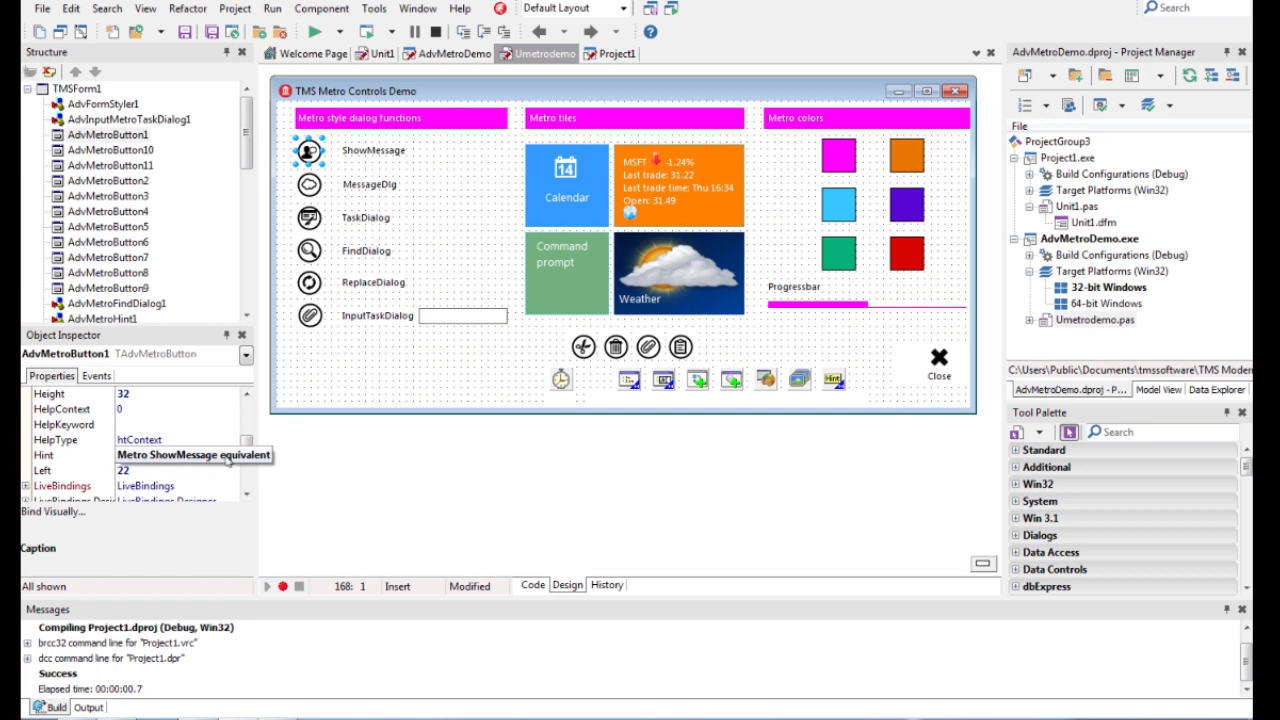 File Edit Search View Refactor Project Run Component Tools Window Help Default Layout Search
Structure
TMSForm1
AdvFormStyler1
AdvInputMetroTaskDialog1
AdvMetroButton1
AdvMetroButton10
AdvMetroButton11
AdvMetroButton2
AdvMetroButton3
AdvMetroButton4
AdvMetroButton5
AdvMetroButton6
AdvMetroButton7
AdvMetroButton8
AdvMetroButton9
AdvMetroFindDialog1
AdvMetroHint1
Object Inspector
AdvMetroButton1 TAdvMetroButton
Properties Events
Height 32
HelpContext 0
HelpKeyword
HelpType htContext
Hint Metro ShowMessage equivalent
Left 22
LiveBindings LiveBindings
LiveBindings Designer
Bind Visually...
Caption
All shown
Welcome Page Unit1 AdvMetroDemo Umetrodemo Project1
TMS Metro Controls Demo
Metro style dialog functions
ShowMessage
MessageDlg
TaskDialog
FindDialog
ReplaceDialog
InputTaskDialog
Metro tiles
14
Calendar
MSFT -1.24%
Last trade: 31.22
Last trade time: Thu 16:34
Open: 31.49
Command
prompt
Weather
Metro colors
Progressbar
Hint
Close
168: 1 Insert Modified Code Design History
AdvMetroDemo.dproj - Project Manager
File
ProjectGroup3
Project1.exe
Build Configurations (Debug)
Target Platforms (Win32)
Unit1.pas
Unit1.dfm
AdvMetroDemo.exe
Build Configurations (Debug)
Target Platforms (Win32)
32-bit Windows
64-bit Windows
Umetrodemo.pas
C:\Users\Public\Documents\tmssoftware\TMS Moder
AdvMetroDemo.dproj - P... Model View Data Explorer
Tool Palette
Search
Standard
Additional
Win32
System
Win 3.1
Dialogs
Data Access
Data Controls
dbExpress
Messages
Compiling Project1.dproj (Debug, Win32)
brcc32 command line for "Project1.vrc"
dcc command line for "Project1.dpr"
Success
Elapsed time: 00:00:00.7
Build Output